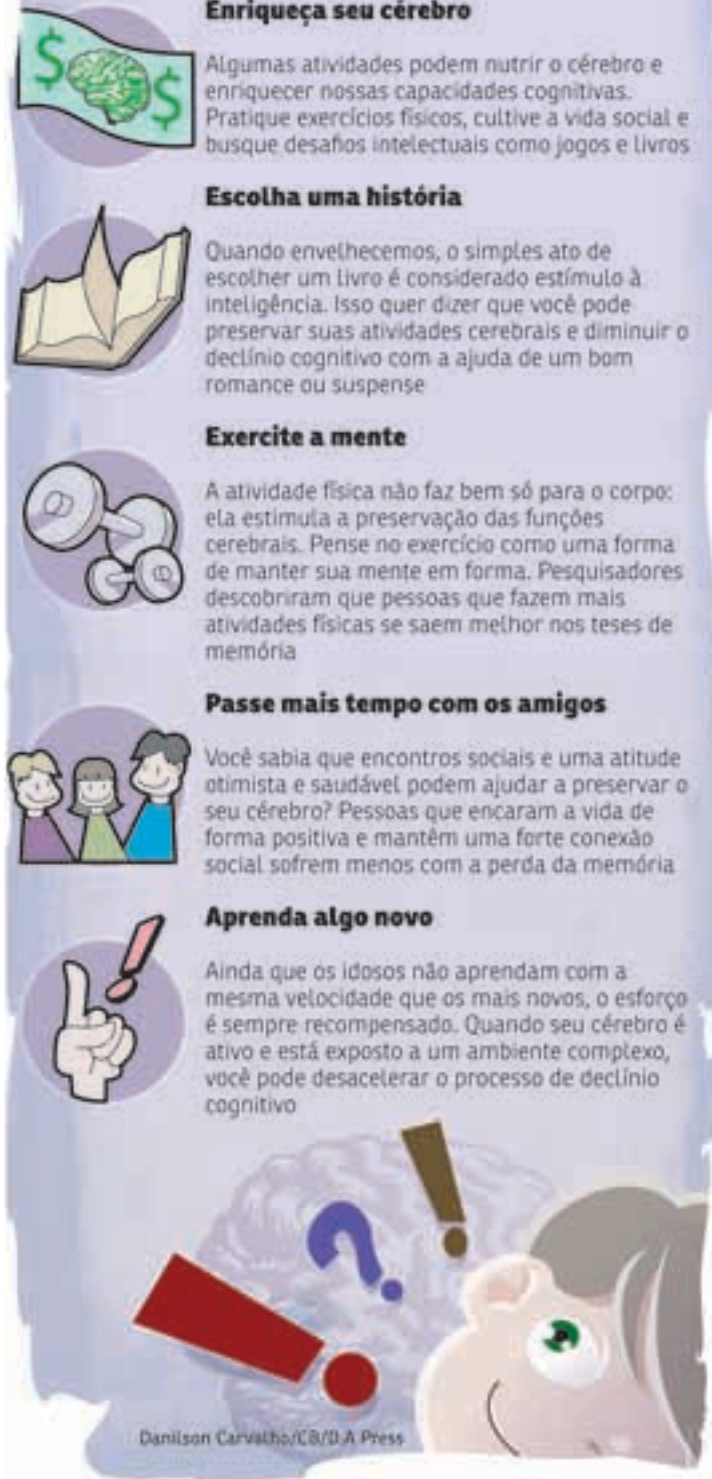 Enriqueça seu cérebro
Algumas atividades podem nutrir o cérebro e
enriquecer nossas capacidades cognitivas.
Pratique exercícios físicos, cultive a vida social e
busque desafios intelectuais como jogos e livros
Escolha uma história
Quando envelhecemos, o simples ato de
escolher um livro é considerado estímulo à
inteligência. Isso quer dizer que você pode
preservar suas atividades cerebrais e diminuir o
declínio cognitivo com a ajuda de um bom
romance ou suspense
Exercite a mente
A atividade física não faz bem só para o corpo:
ela estimula a preservação das funções
cerebrais. Pense no exercício como uma forma
de manter sua mente em forma. Pesquisadores
descobriram que pessoas que fazem mais
atividades físicas se saem melhor nos teses de
memória
Passe mais tempo com os amigos
Você sabia que encontros sociais e uma atitude
otimista e saudável podem ajudar a preservar o
seu cérebro? Pessoas que encaram a vida de
forma positiva e mantêm uma forte conexão
social sofrem menos com a perda da memória
Aprenda algo novo
Ainda que os idosos não aprendam com a
mesma velocidade que os mais novos, o esforço
é sempre recompensado. Quando seu cérebro é
ativo e está exposto a um ambiente complexo,
você pode desacelerar o processo de declínio
cognitivo
Danilson Carvalho/CB/D.A Press